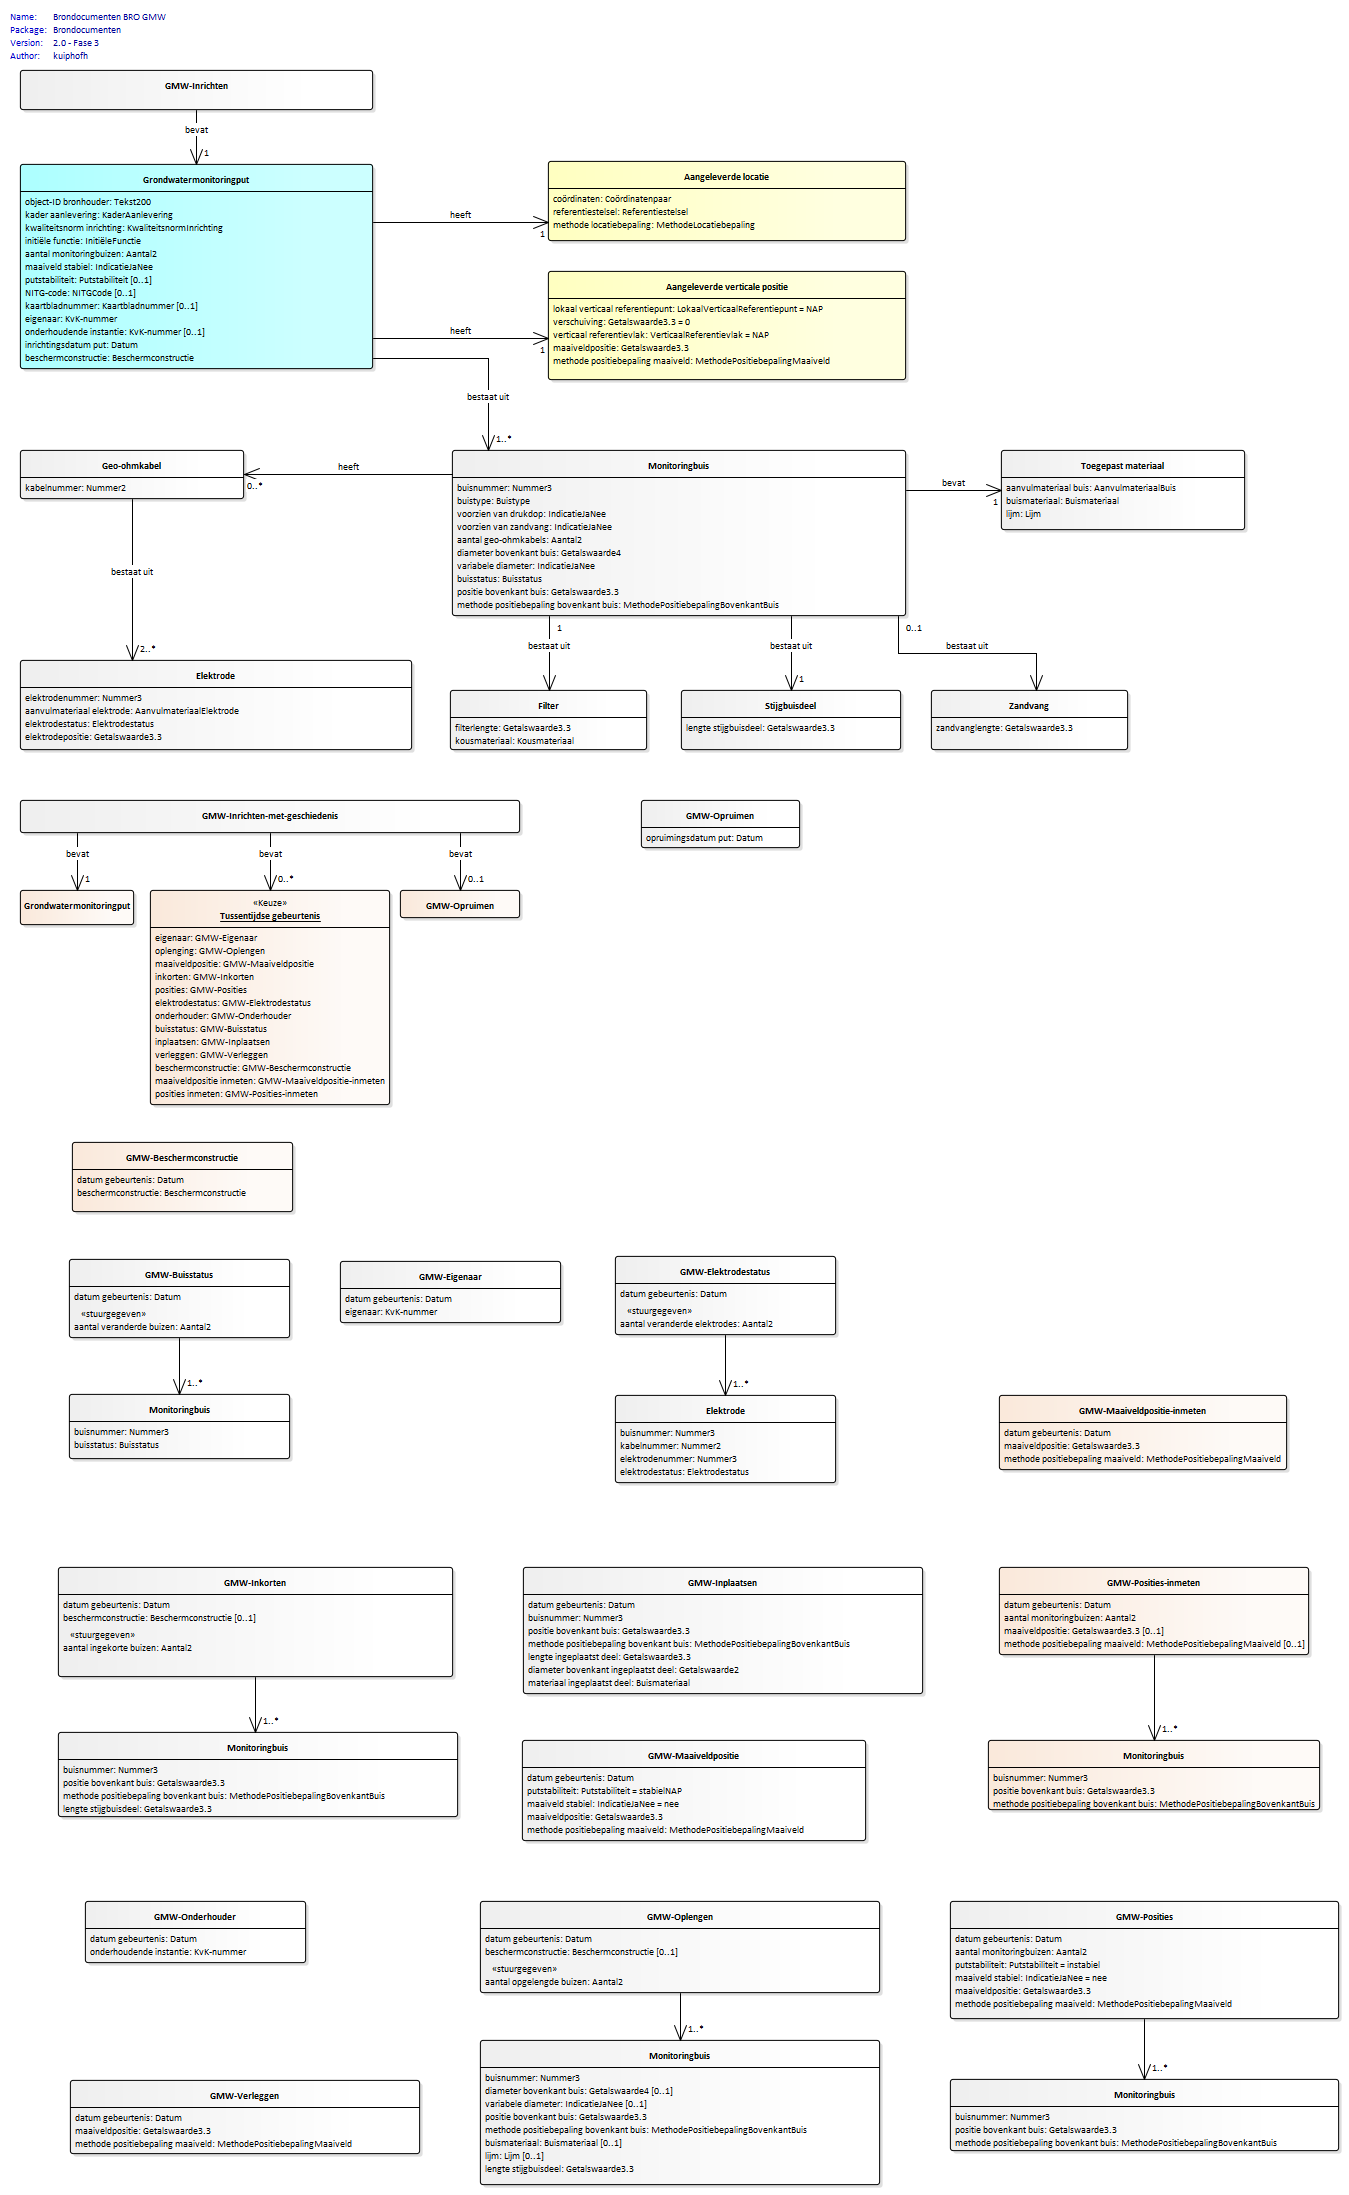 Name: Brondocumenten BRO GMW
Package: Brondocumenten
Version: 2.0 - Fase 3
Author: kuiphofh
GMW-Inrichten
bevat
1
Grondwatermonitoringput
object-ID bronhouder: Tekst200
kader aanlevering: KaderAanlevering
kwaliteitsnorm inrichting: KwaliteitsnormInrichting
initiële functie: InitiëleFunctie
aantal monitoringbuizen: Aantal2
maaiveld stabiel: IndicatieJaNee
putstabiliteit: Putstabiliteit [0..1]
NITG-code: NITGCode [0..1]
kaartbladnummer: Kaartbladnummer [0..1]
eigenaar: KvK-nummer
onderhoudende instantie: KvK-nummer [0..1]
inrichtingsdatum put: Datum
beschermconstructie: Beschermconstructie
heeft
1
Aangeleverde locatie
coördinaten: Coördinatenpaar
referentiestelsel: Referentiestelsel
methode locatiebepaling: MethodeLocatiebepaling
heeft
1
Aangeleverde verticale positie
lokaal verticaal referentiepunt: LokaalVerticaalReferentiepunt = NAP
verschuiving: Getalswaarde3.3 = 0
verticaal referentievlak: VerticaalReferentievlak = NAP
maaiveldpositie: Getalswaarde3.3
methode positiebepaling maaiveld: MethodePositiebepalingMaaiveld
bestaat uit
1..*
Geo-ohmkabel
kabelnummer: Nummer2
heeft
0..*
Monitoringbuis
buisnummer: Nummer3
buistype: Buistype
voorzien van drukdop: IndicatieJaNee
voorzien van zandvang: IndicatieJaNee
aantal geo-ohmkabels: Aantal2
diameter bovenkant buis: Getalswaarde4
variabele diameter: IndicatieJaNee
buisstatus: Buisstatus
positie bovenkant buis: Getalswaarde3.3
methode positiebepaling bovenkant buis: MethodePositiebepalingBovenkantBuis
bevat
1
Toegepast materiaal
aanvulmateriaal buis: AanvulmateriaalBuis
buismateriaal: Buismateriaal
lijm: Lijm
bestaat uit
2..*
Elektrode
elektrodenummer: Nummer3
aanvulmateriaal elektrode: AanvulmateriaalElektrode
elektrodestatus: Elektrodestatus
elektrodepositie: Getalswaarde3.3
1
bestaat uit
Filter
filterlengte: Getalswaarde3.3
kousmateriaal: Kousmateriaal
bestaat uit
1
Stijgbuisdeel
lengte stijgbuisdeel: Getalswaarde3.3
0..1
bestaat uit
Zandvang
zandvanglengte: Getalswaarde3.3
GMW-Inrichten-met-geschiedenis
bevat
1
bevat
0..*
bevat
0..1
GMW-Opruimen
opruimingsdatum put: Datum
Grondwatermonitoringput
«Keuze»
Tussentijdse gebeurtenis
eigenaar: GMW-Eigenaar
oplenging: GMW-Oplengen
maaiveldpositie: GMW-Maaiveldpositie
inkorten: GMW-Inkorten
posities: GMW-Posities
elektrodestatus: GMW-Elektrodestatus
onderhouder: GMW-Onderhouder
buisstatus: GMW-Buisstatus
inplaatsen: GMW-Inplaatsen
verleggen: GMW-Verleggen
beschermconstructie: GMW-Beschermconstructie
maaiveldpositie inmeten: GMW-Maaiveldpositie-inmeten
posities inmeten: GMW-Posities-inmeten
GMW-Opruimen
GMW-Beschermconstructie
datum gebeurtenis: Datum
beschermconstructie: Beschermconstructie
GMW-Buisstatus
datum gebeurtenis: Datum
«stuurgegeven»
aantal veranderde buizen: Aantal2
1..*
Monitoringbuis
buisnummer: Nummer3
buisstatus: Buisstatus
GMW-Eigenaar
datum gebeurtenis: Datum
eigenaar: KvK-nummer
GMW-Elektrodestatus
datum gebeurtenis: Datum
«stuurgegeven»
aantal veranderde elektrodes: Aantal2
1..*
Elektrode
buisnummer: Nummer3
kabelnummer: Nummer2
elektrodenummer: Nummer3
elektrodestatus: Elektrodestatus
GMW-Maaiveldpositie-inmeten
datum gebeurtenis: Datum
maaiveldpositie: Getalswaarde3.3
methode positiebepaling maaiveld: MethodePositiebepalingMaaiveld
GMW-Inkorten
datum gebeurtenis: Datum
beschermconstructie: Beschermconstructie [0..1]
«stuurgegeven»
aantal ingekorte buizen: Aantal2
1..*
Monitoringbuis
buisnummer: Nummer3
positie bovenkant buis: Getalswaarde3.3
methode positiebepaling bovenkant buis: MethodePositiebepalingBovenkantBuis
lengte stijgbuisdeel: Getalswaarde3.3
GMW-Inplaatsen
datum gebeurtenis: Datum
buisnummer: Nummer3
positie bovenkant buis: Getalswaarde3.3
methode positiebepaling bovenkant buis: MethodePositiebepalingBovenkantBuis
lengte ingeplaatst deel: Getalswaarde3.3
diameter bovenkant ingeplaatst deel: Getalswaarde2
materiaal ingeplaatst deel: Buismateriaal
GMW-Maaiveldpositie
datum gebeurtenis: Datum
putstabiliteit: Putstabiliteit = stabielNAP
maaiveld stabiel: IndicatieJaNee = nee
maaiveldpositie: Getalswaarde3.3
methode positiebepaling maaiveld: MethodePositiebepalingMaaiveld
GMW-Posities-inmeten
datum gebeurtenis: Datum
aantal monitoringbuizen: Aantal2
maaiveldpositie: Getalswaarde3.3 [0..1]
methode positiebepaling maaiveld: MethodePositiebepalingMaaiveld [0..1]
1..*
Monitoringbuis
buisnummer: Nummer3
positie bovenkant buis: Getalswaarde3.3
methode positiebepaling bovenkant buis: MethodePositiebepalingBovenkantBuis
GMW-Onderhouder
datum gebeurtenis: Datum
onderhoudende instantie: KvK-nummer
GMW-Oplengen
datum gebeurtenis: Datum
beschermconstructie: Beschermconstructie [0..1]
«stuurgegeven»
aantal opgelengde buizen: Aantal2
1..*
Monitoringbuis
buisnummer: Nummer3
diameter bovenkant buis: Getalswaarde4 [0..1]
variabele diameter: IndicatieJaNee [0..1]
positie bovenkant buis: Getalswaarde3.3
methode positiebepaling bovenkant buis: MethodePositiebepalingBovenkantBuis
buismateriaal: Buismateriaal [0..1]
lijm: Lijm [0..1]
lengte stijgbuisdeel: Getalswaarde3.3
GMW-Posities
datum gebeurtenis: Datum
aantal monitoringbuizen: Aantal2
putstabiliteit: Putstabiliteit = instabiel
maaiveld stabiel: IndicatieJaNee = nee
maaiveldpositie: Getalswaarde3.3
methode positiebepaling maaiveld: MethodePositiebepalingMaaiveld
1..*
Monitoringbuis
buisnummer: Nummer3
positie bovenkant buis: Getalswaarde3.3
methode positiebepaling bovenkant buis: MethodePositiebepalingBovenkantBuis
GMW-Verleggen
datum gebeurtenis: Datum
maaiveldpositie: Getalswaarde3.3
methode positiebepaling maaiveld: MethodePositiebepalingMaaiveld